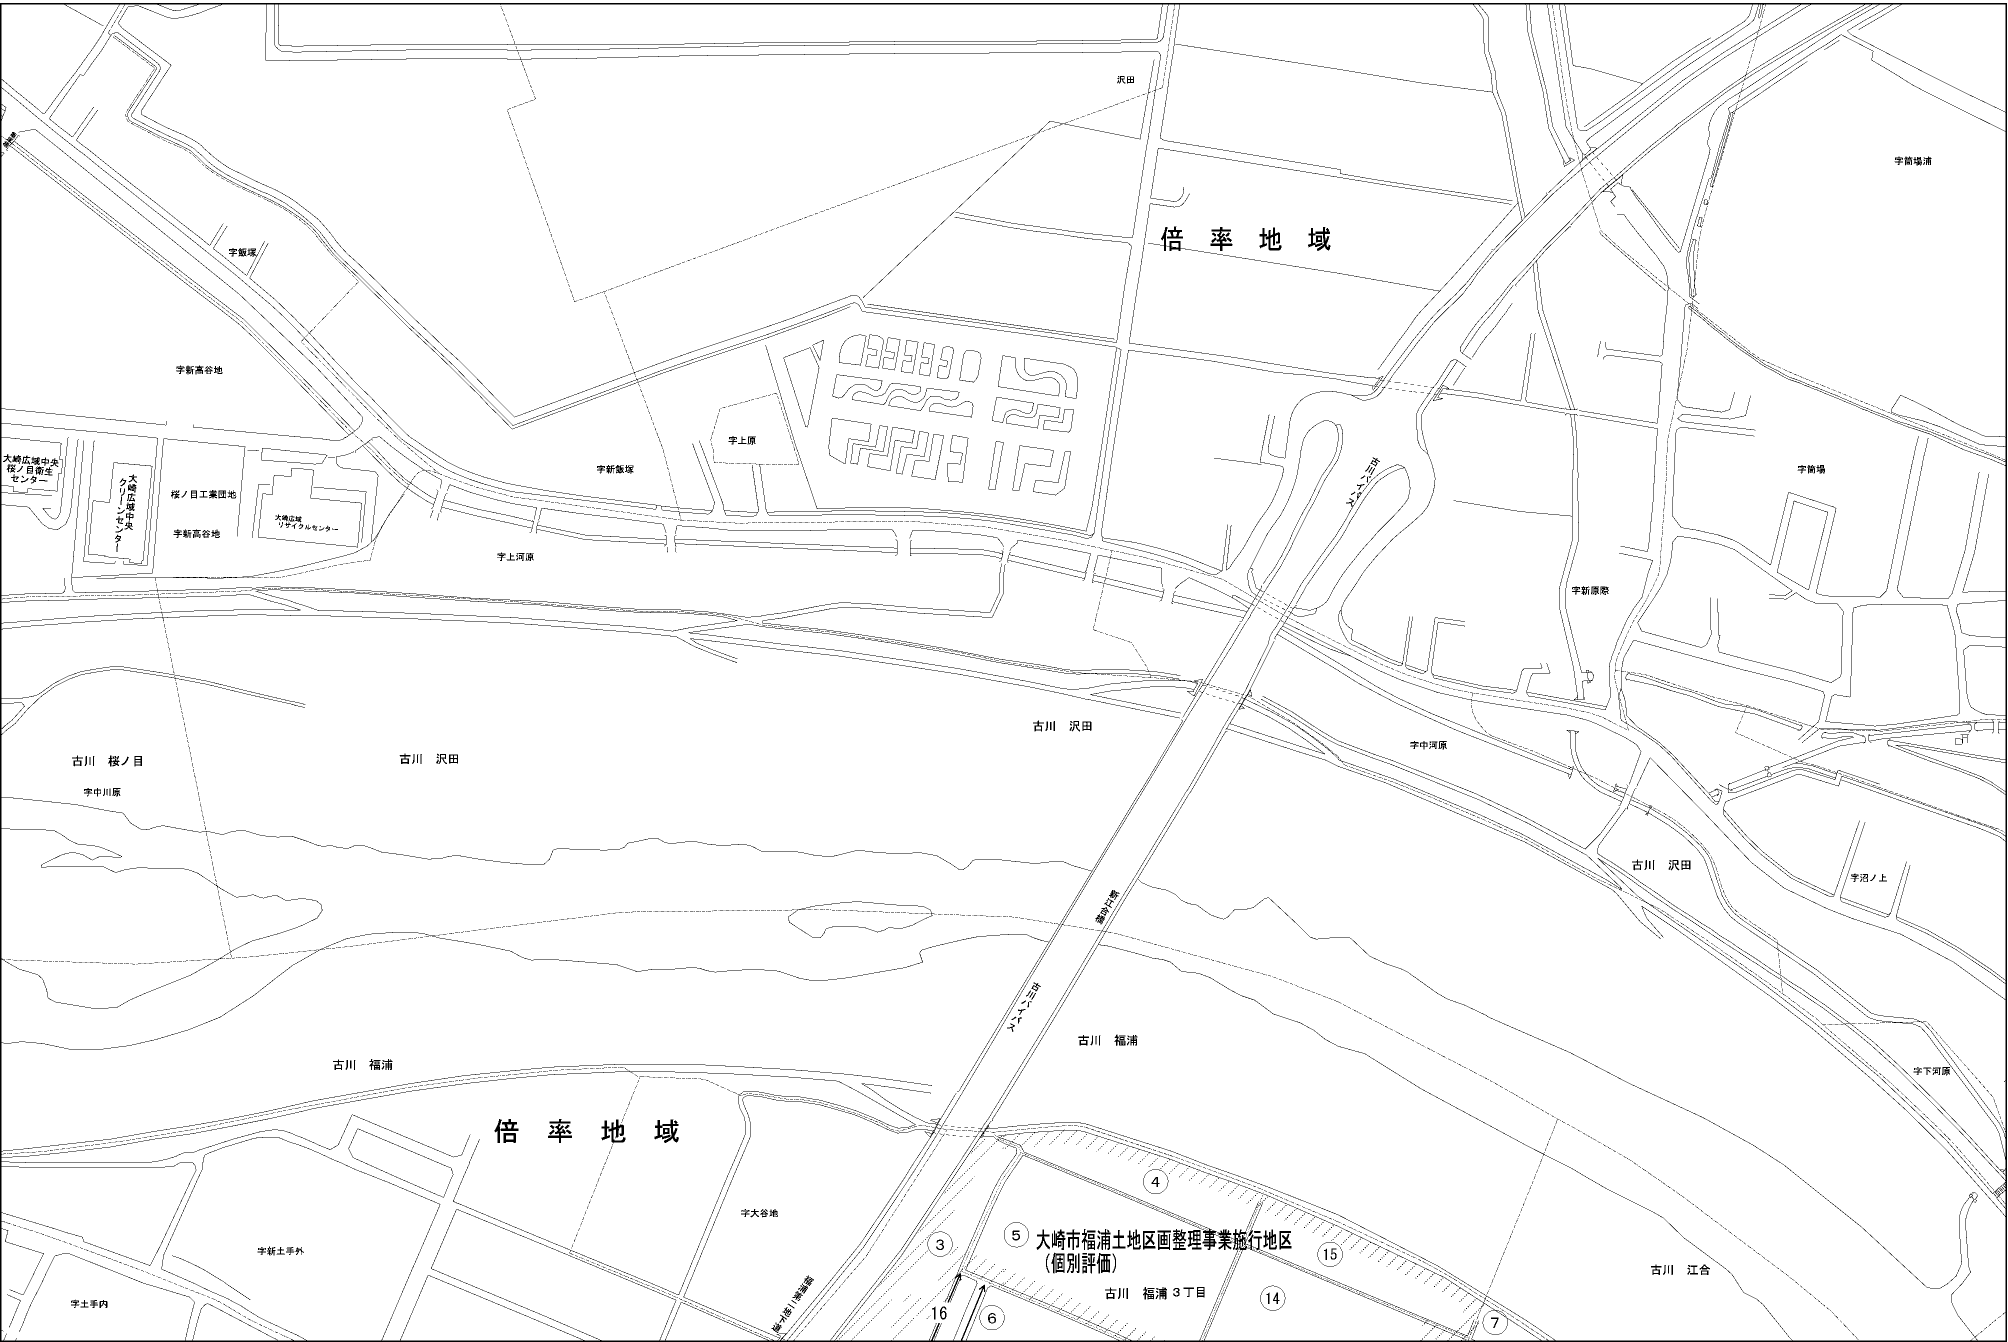 沢田
字筒場浦
倍率地域
字飯塚
字新高谷地
字上原
字新飯塚
古川バイパス
字筒場
大崎広域中央
桜ノ目衛生
センター
大崎広域中央
クリーンセンター
桜ノ目工業団地
大崎広域
リサイクルセンター
字新高谷地
字上河原
字新原際
古川 沢田
字中河原
古川 桜ノ目
古川 沢田
字中川原
古川 沢田
字沼ノ上
新江合橋
古川バイパス
古川 福浦
古川 福浦
字下河原
倍率地域
④
字大谷地
③
⑤
大崎市福浦土地区画整理事業施行地区
(個別評価)
⑮
字新土手外
古川 江合
古川 福浦3丁目
⑭
字土手内
16
⑥
⑦